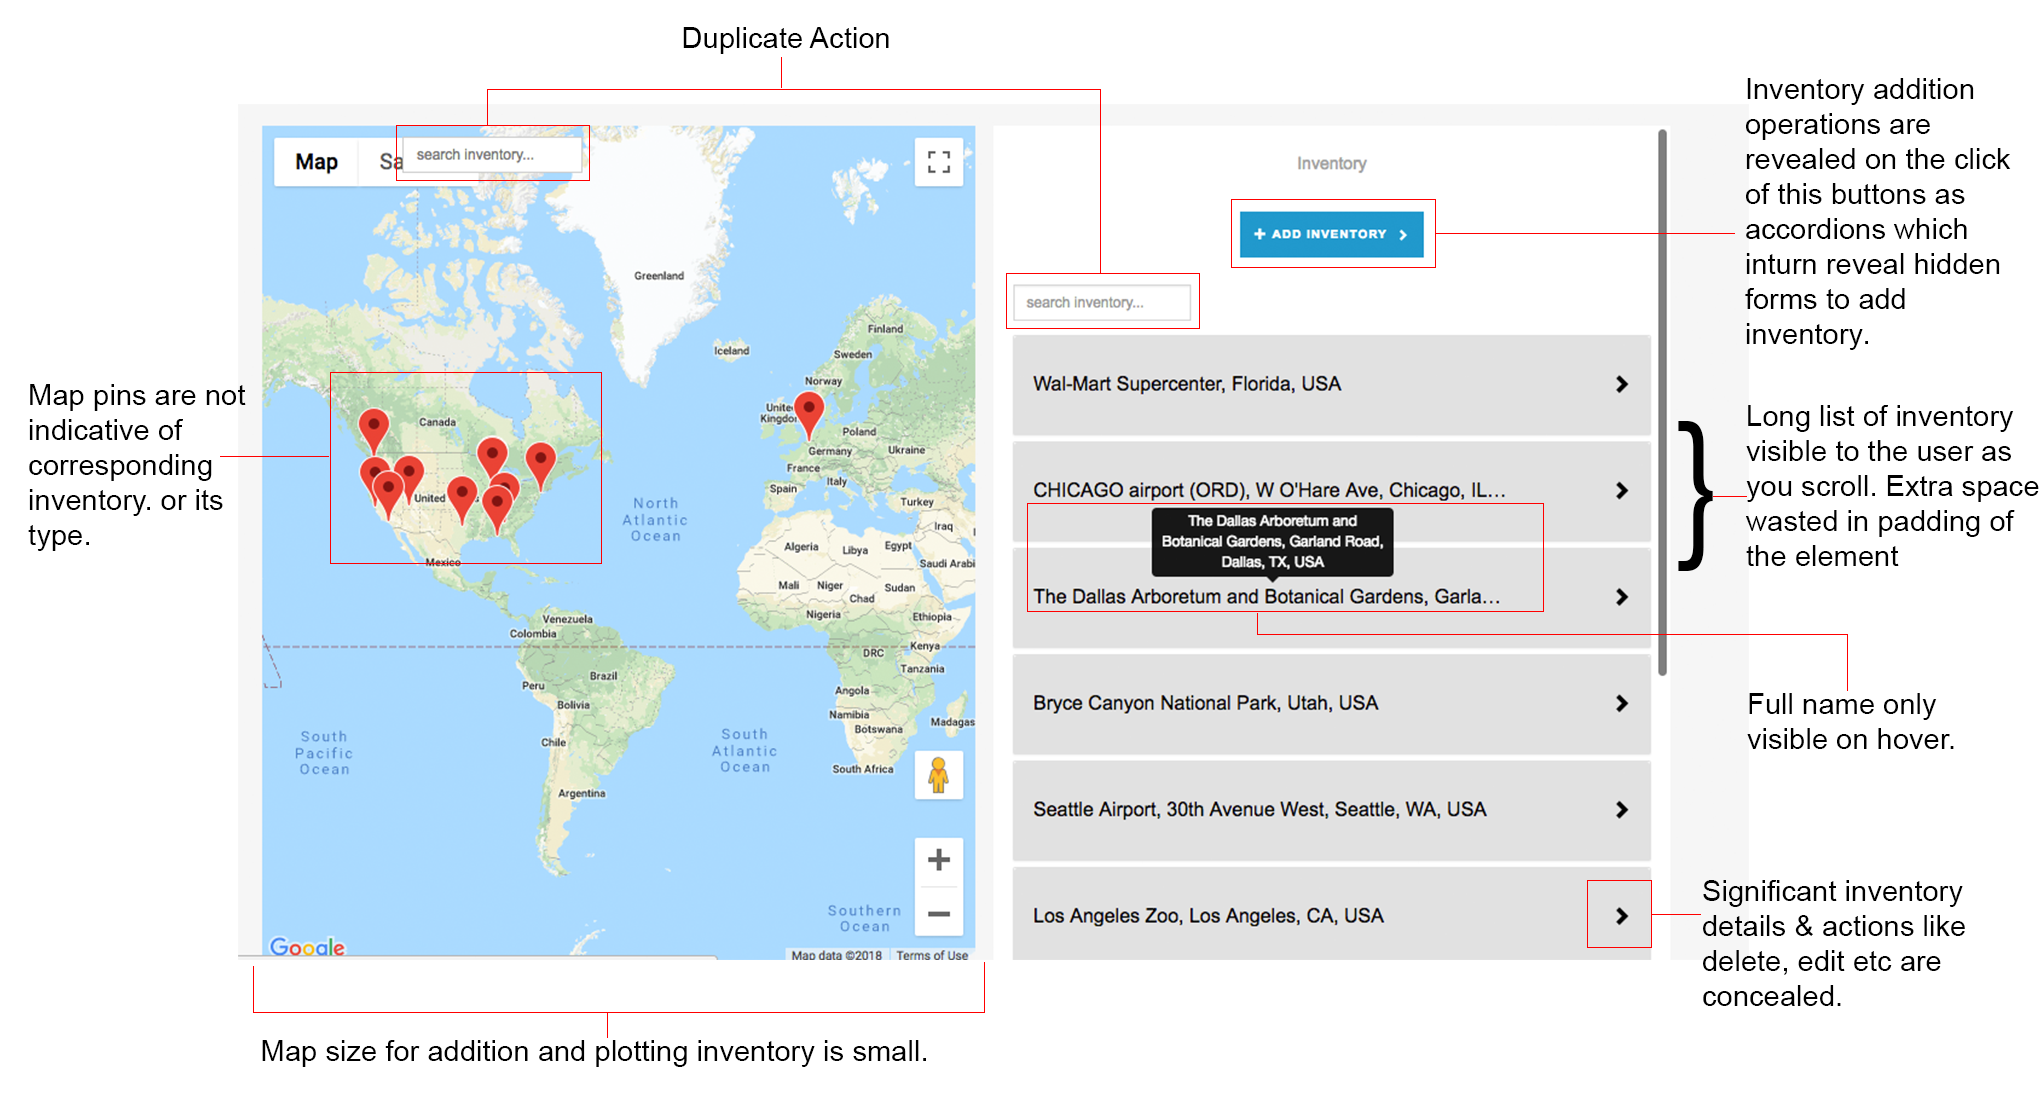 Duplicate Action
Inventory addition
operations are
revealed on the click
of this buttons as
accordions which
inturn reveal hidden
forms to add
inventory.
Map
Sa
search inventory...
Inventory
+ ADD INVENTORY
search inventory...
Greenland
Iceland
Finland
Sweden
Norway
Unite
Kingdo
Poland
Germany
Ukraine
France
Spain
Italy
Turkey
Iraq
Canada
United
Mexico
North
Atlantic
Ocean
Algeria
Libya
Egypt
Saudi Arabi
Mali
Niger
Chad
Sudan
Nigeria
Ethiopia
Venezuela
Colombia
DRC
Kenya
Tanzania
Peru
Brazil
Bolivia
Angola
Namibia
Botswana
Madagas
Chile
South Africa
Argentina
South
Pacific
Ocean
South
Atlantic
Ocean
Southern
Ocean
Google
Map data ©2018
Terms of Use
Map pins are not
indicative of
corresponding
inventory. or its
type.
Wal-Mart Supercenter, Florida, USA
CHICAGO airport (ORD), W O'Hare Ave, Chicago, IL...
The Dallas Arboretum and
Botanical Gardens, Garland Road,
Dallas, TX, USA
The Dallas Arboretum and Botanical Gardens, Garla...
Bryce Canyon National Park, Utah, USA
Seattle Airport, 30th Avenue West, Seattle, WA, USA
Los Angeles Zoo, Los Angeles, CA, USA
Long list of inventory
visible to the user as
you scroll. Extra space
wasted in padding of
the element
Full name only
visible on hover.
Significant inventory
details & actions like
delete, edit etc are
concealed.
Map size for addition and plotting inventory is small.